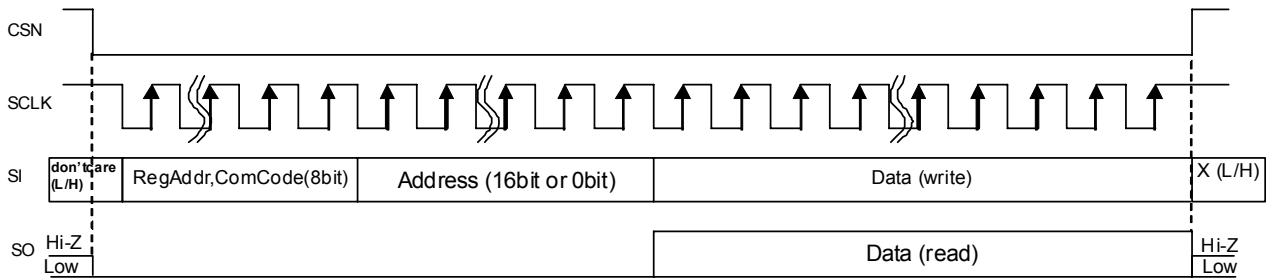 CSN
SCLK
SI
don'tcare
(L/H)
RegAddr,ComCode(8bit)
Address (16bit or 0bit)
Data (write)
X (L/H)
SO
Hi-Z
Low
Data (read)
Hi-Z
Low